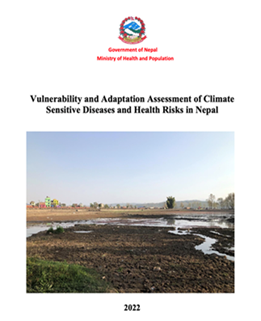 Government of Nepal
Ministry of Health and Population
Vulnerability and Adaptation Assessment of Climate
Sensitive Diseases and Health Risks in Nepal
2022